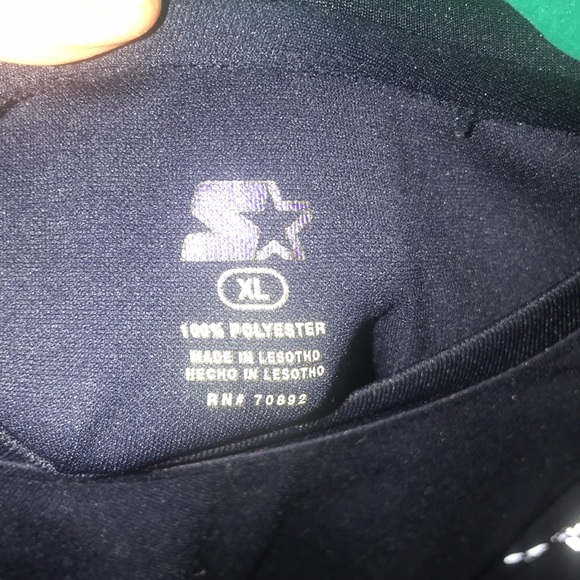 XL
100% POLYESTER
MADE IN LESOTHO
HECHO IN LESOTHO
RN# 70892